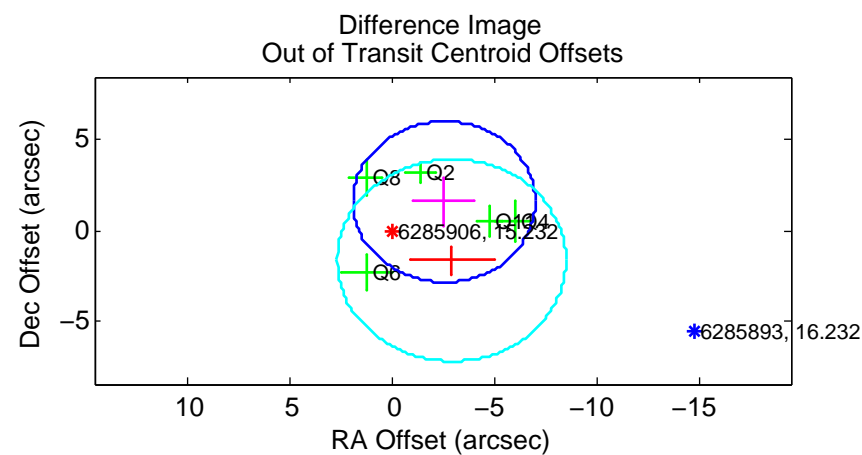 Difference Image
Out of Transit Centroid Offsets
Dec Offset (arcsec)
5
0
−5
Q8
Q2
Q4
6285906, 15.232
Q6
6285893, 16.232
10 5 0 −5 −10 −15
RA Offset (arcsec)